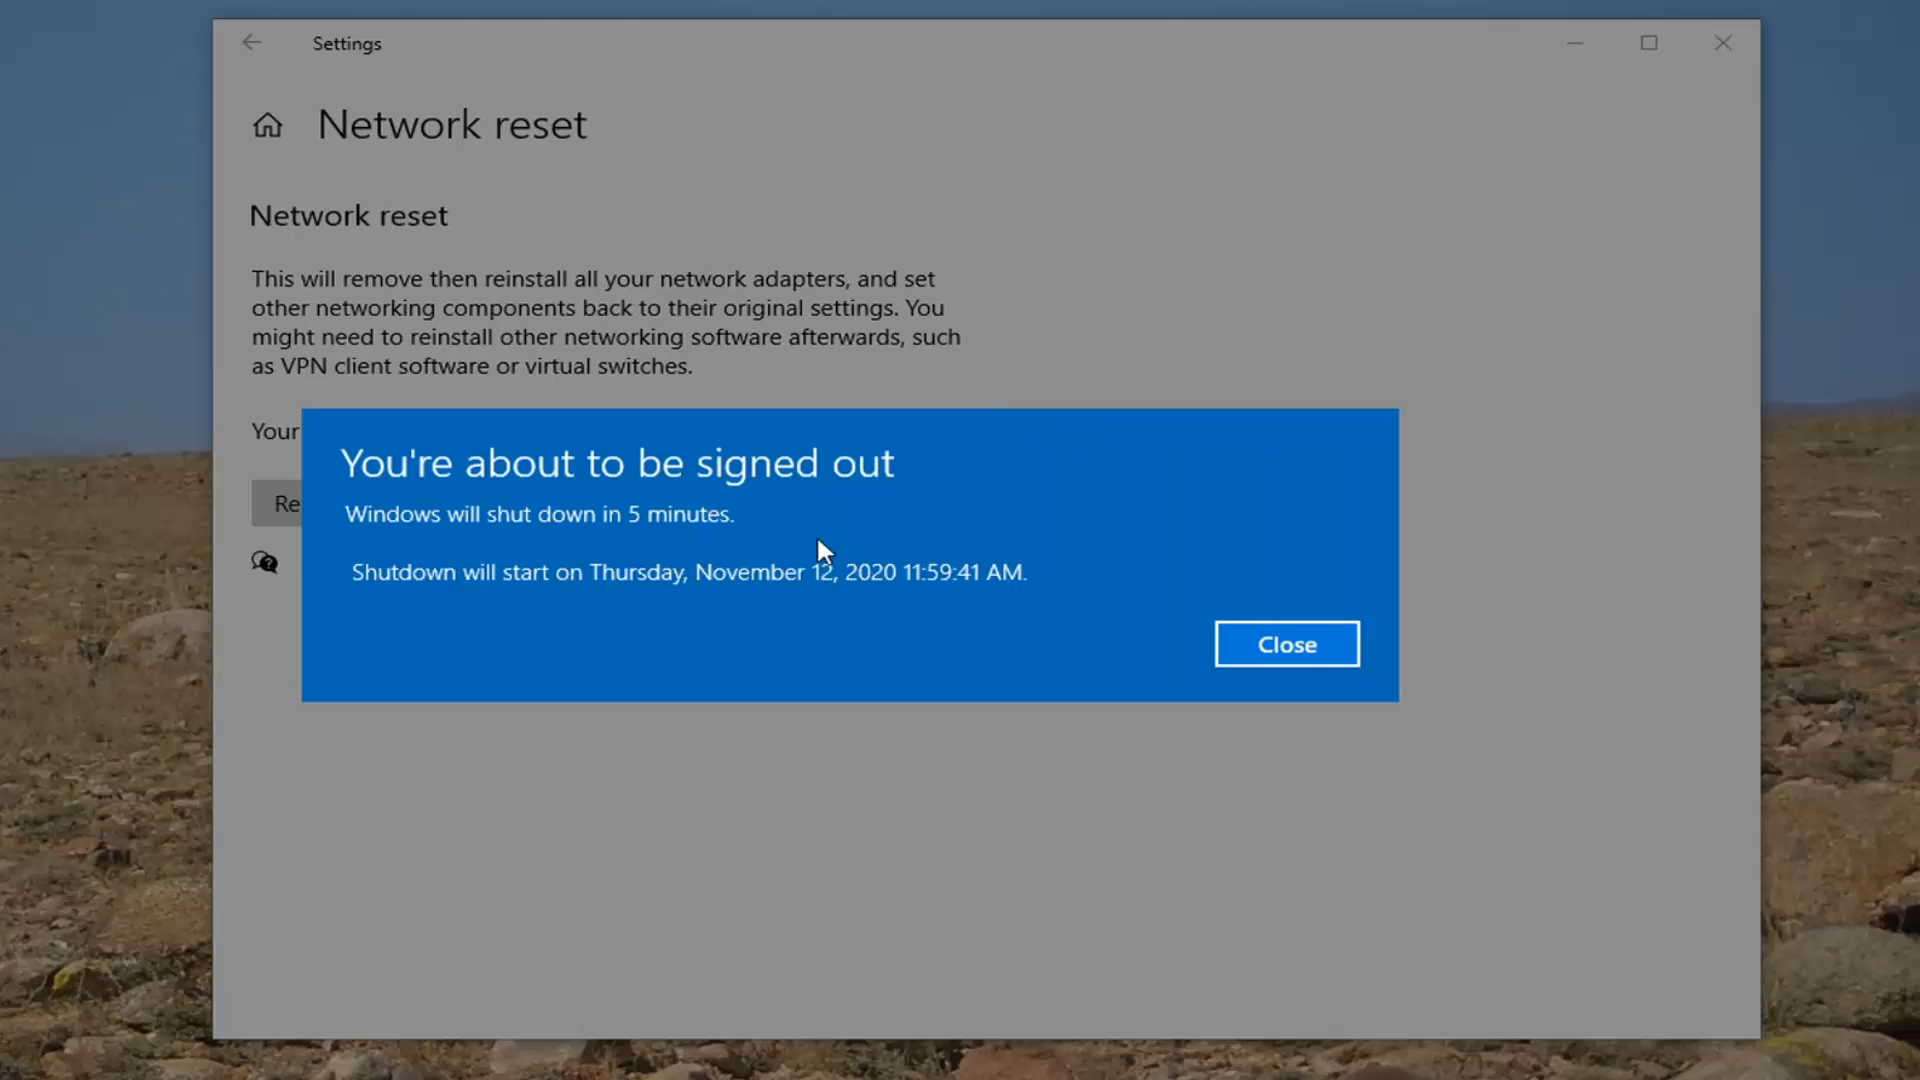 Settings
Network reset
Network reset
This will remove then reinstall all your network adapters, and set
other networking components back to their original settings. You
might need to reinstall other networking software afterwards, such
as VPN client software or virtual switches.
Your
You're about to be signed out
Re
Windows will shut down in 5 minutes.
Shutdown will start on Thursday, November 12, 2020 11:59:41 AM.
Close